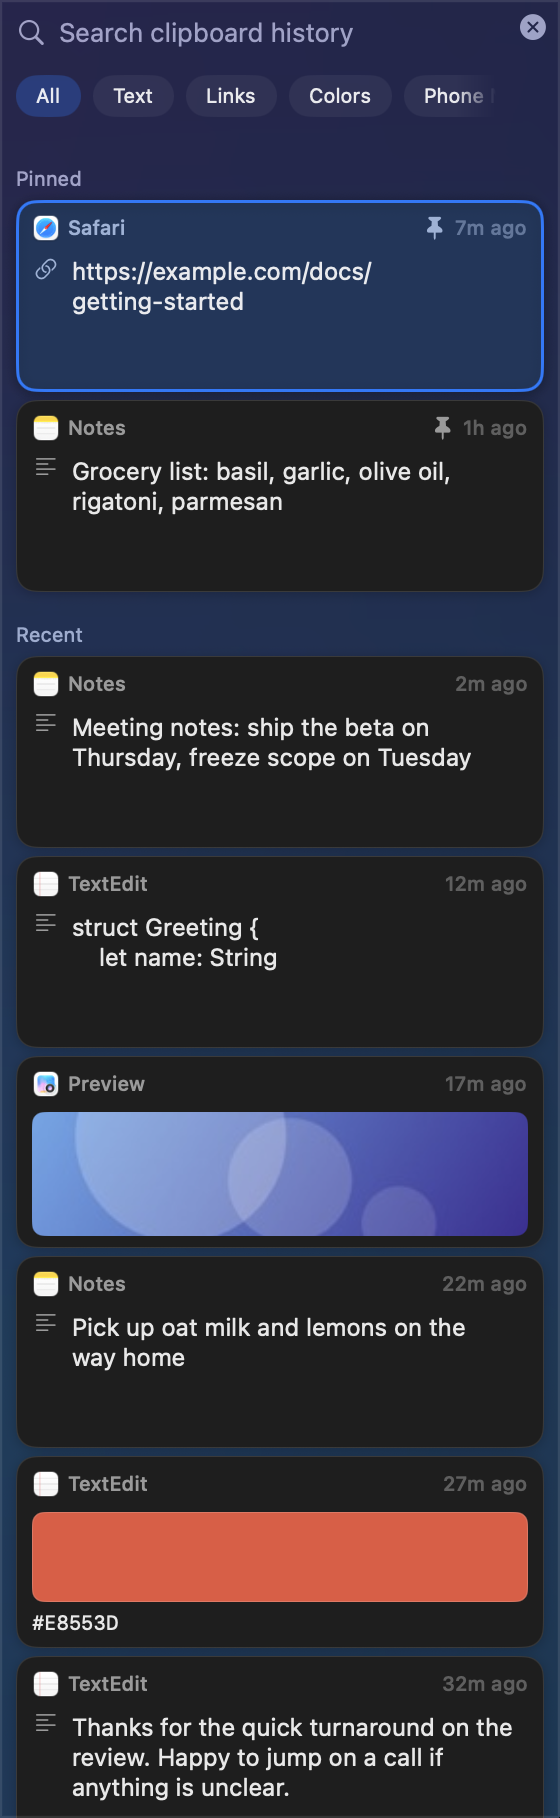 Search clipboard history
All Text Links Colors Phone
Pinned
Safari 7m ago
https://example.com/docs/
getting-started
Notes 1h ago
Grocery list: basil, garlic, olive oil,
rigatoni, parmesan
Recent
Notes 2m ago
Meeting notes: ship the beta on
Thursday, freeze scope on Tuesday
TextEdit 12m ago
struct Greeting {
    let name: String
Preview 17m ago
Notes 22m ago
Pick up oat milk and lemons on the
way home
TextEdit 27m ago
#E8553D
TextEdit 32m ago
Thanks for the quick turnaround on the
review. Happy to jump on a call if
anything is unclear.